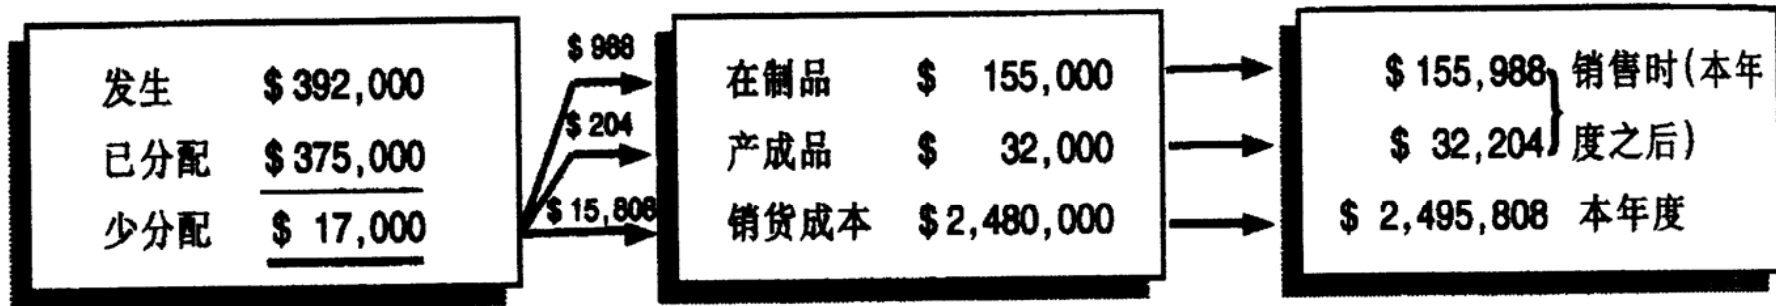 发生 $ 392,000
已分配 $ 375,000
少分配 $ 17,000
$ 988
$ 204
$ 15,808
在制品 $ 155,000
产成品 $ 32,000
销货成本 $ 2,480,000
$ 155,988 销售时(本年
$ 32,204 度之后)
$ 2,495,808 本年度